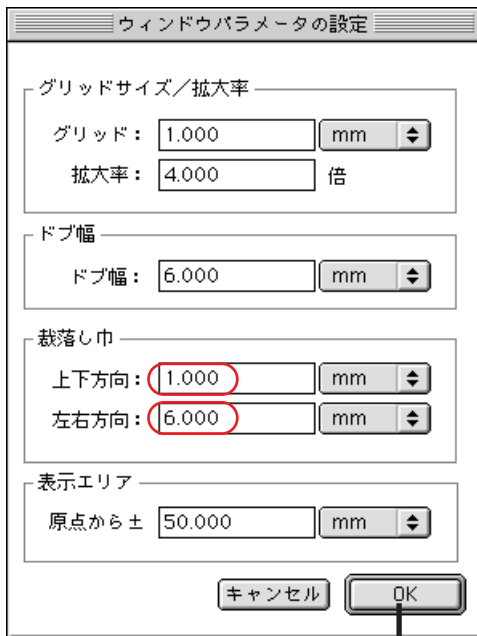 ウィンドウパラメータの設定
グリッドサイズ／拡大率
グリッド： 1.000 mm
拡大率： 4.000 倍
ドブ幅
ドブ幅： 6.000 mm
裁落し巾
上下方向： 1.000 mm
左右方向： 6.000 mm
表示エリア
原点から± 50.000 mm
キャンセル OK